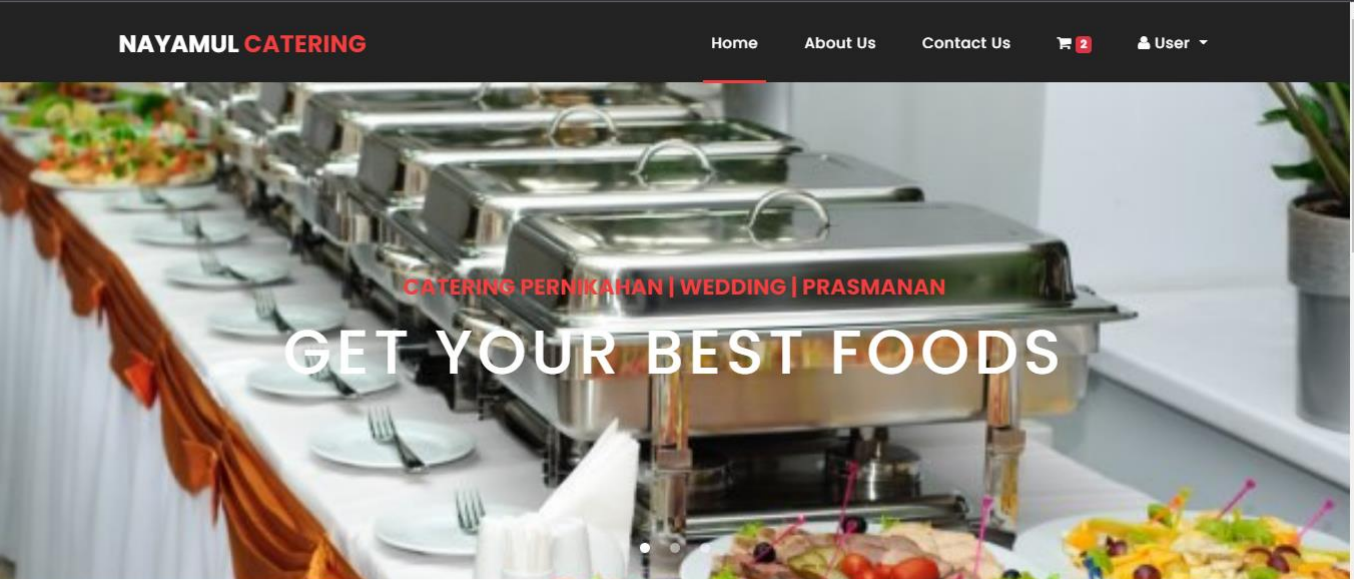 NAYAMUL CATERING
Home About Us Contact Us 2 User
CATERING PERNIKAHAN | WEDDING | PRASMANAN
GET YOUR BEST FOODS